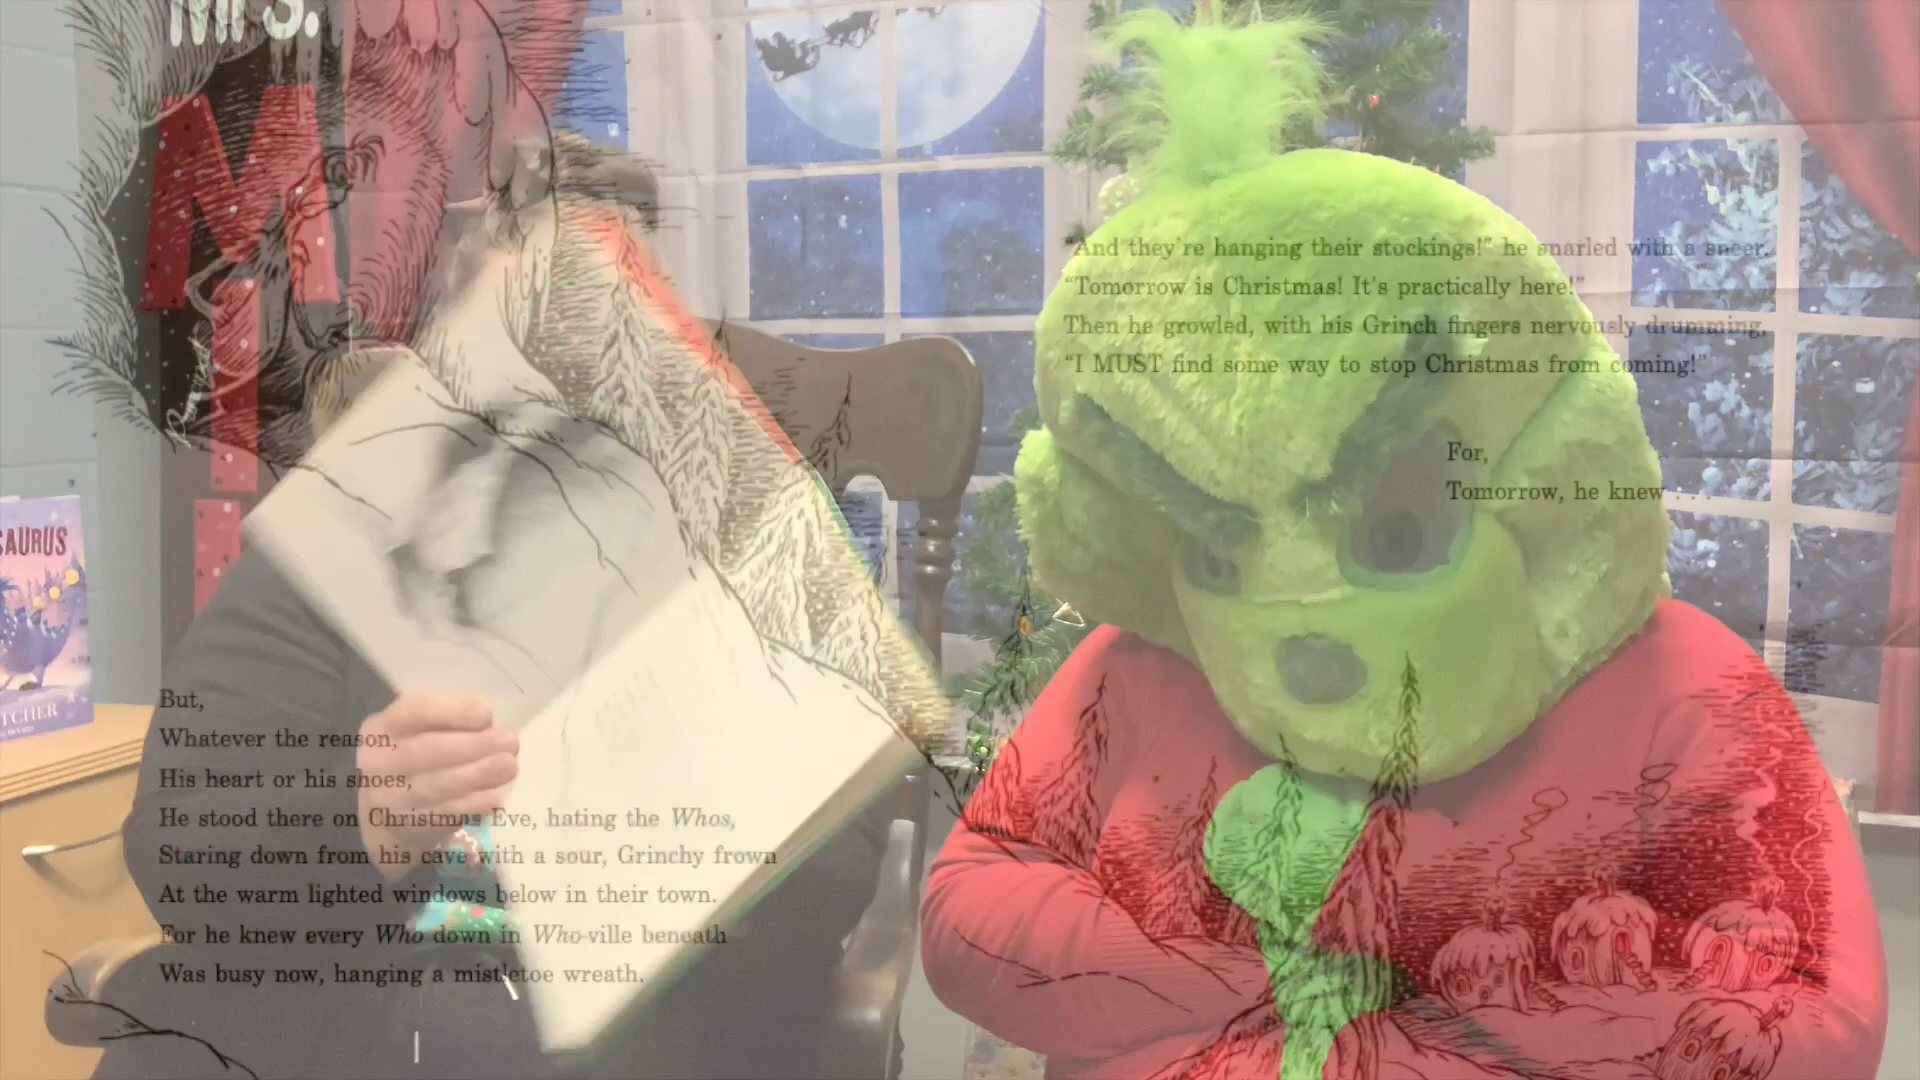 Mrs.
M
SAURUS
TCHER
But,
Whatever the reason,
His heart or his shoes,
He stood there on Christmas Eve, hating the Whos,
Staring down from his cave with a sour, Grinchy frown
At the warm lighted windows below in their town.
For he knew every Who down in Who-ville beneath
Was busy now, hanging a mistletoe wreath.
"And they're hanging their stockings!" he snarled with a sneer.
"Tomorrow is Christmas! It's practically here!"
Then he growled, with his Grinch fingers nervously drumming,
"I MUST find some way to stop Christmas from coming!"
For,
Tomorrow, he knew . . .